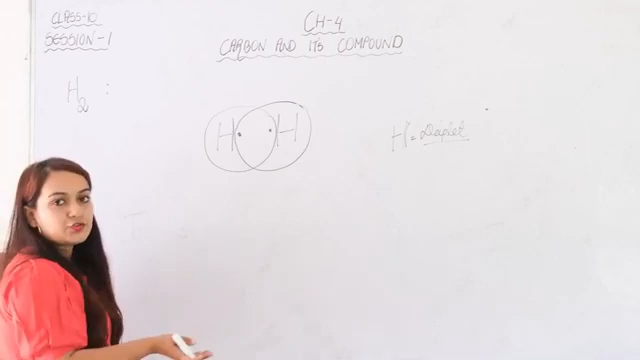 CLASS-10
SESSION-1
CH-4
CARBON AND ITS COMPOUND
H2 :
H H
H = Duplet